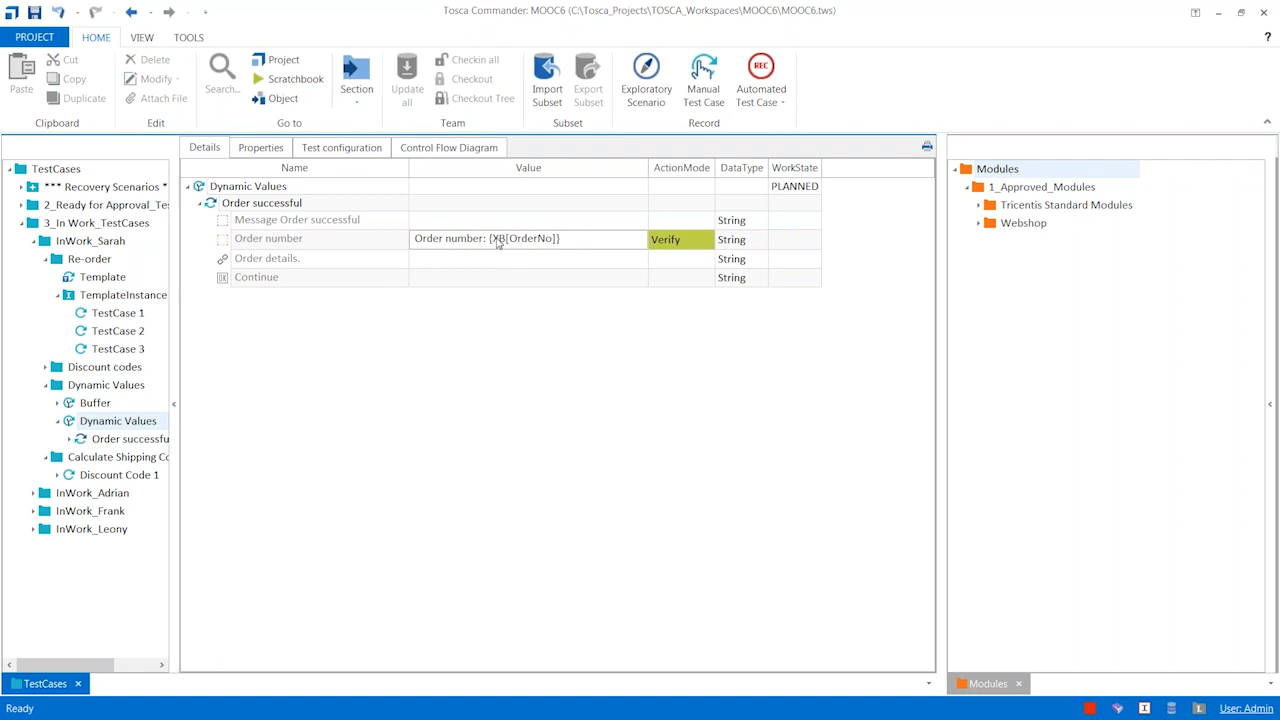 Tosca Commander: MOOC6 (C:\Tosca_Projects\TOSCA_Workspaces\MOOC6\MOOC6.tws)
PROJECT HOME VIEW TOOLS
?
Paste
Cut
Copy
Duplicate
Clipboard
Delete
Modify
Attach File
Edit
Search...
Project
Scratchbook
Object
Go to
Section
Update all
Checkin all
Checkout
Checkout Tree
Team
Import Subset
Export Subset
Subset
Exploratory Scenario
Manual Test Case
REC
Automated Test Case
Record
TestCases
*** Recovery Scenarios *
2_Ready for Approval_Tes
3_In Work_TestCases
InWork_Sarah
Re-order
Template
TemplateInstance
TestCase 1
TestCase 2
TestCase 3
Discount codes
Dynamic Values
Buffer
Dynamic Values
Order successfu
Calculate Shipping Co
Discount Code 1
InWork_Adrian
InWork_Frank
InWork_Leony
Details Properties Test configuration Control Flow Diagram
Name Value ActionMode DataType WorkState
Dynamic Values PLANNED
Order successful
Message Order successful String
Order number Order number: {XB[OrderNo]} Verify String
Order details. String
OK Continue String
Modules
1_Approved_Modules
Tricentis Standard Modules
Webshop
TestCases ×
Modules ×
Ready
I
L
User: Admin